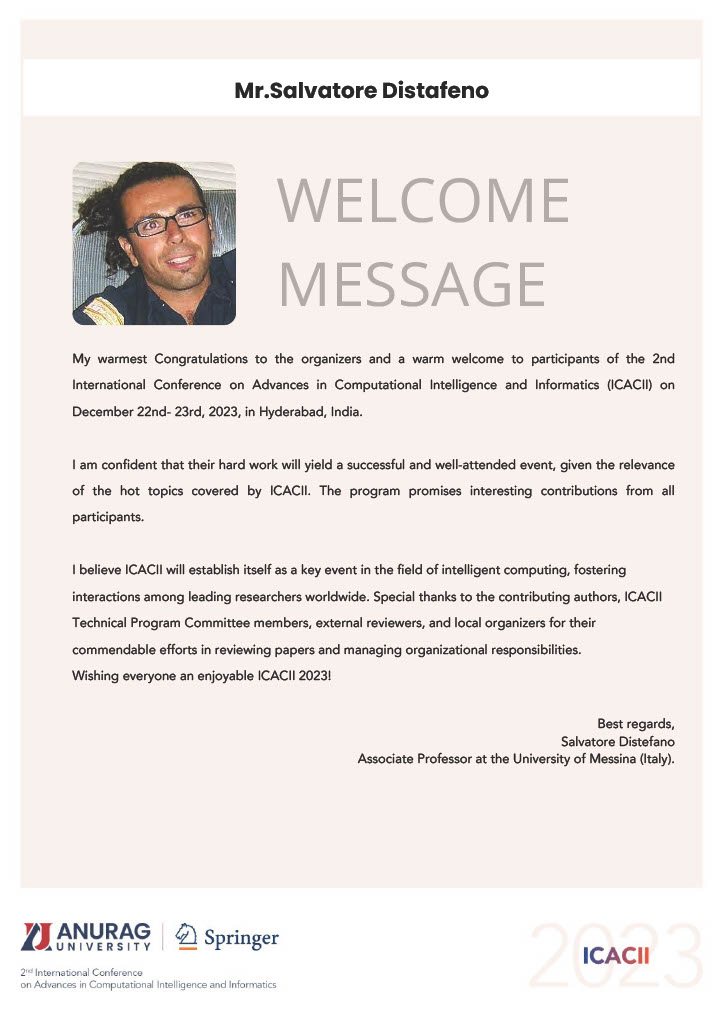 Mr.Salvatore Distafeno
WELCOME
MESSAGE
My warmest Congratulations to the organizers and a warm welcome to participants of the 2nd
International Conference on Advances in Computational Intelligence and Informatics (ICACII) on
December 22nd- 23rd, 2023, in Hyderabad, India.
I am confident that their hard work will yield a successful and well-attended event, given the relevance
of the hot topics covered by ICACII. The program promises interesting contributions from all
participants.
I believe ICACII will establish itself as a key event in the field of intelligent computing, fostering
interactions among leading researchers worldwide. Special thanks to the contributing authors, ICACII
Technical Program Committee members, external reviewers, and local organizers for their
commendable efforts in reviewing papers and managing organizational responsibilities.
Wishing everyone an enjoyable ICACII 2023!
Best regards,
Salvatore Distefano
Associate Professor at the University of Messina (Italy).
ANURAG
UNIVERSITY
Springer
2nd International Conference
on Advances in Computational Intelligence and Informatics
2023
ICACII